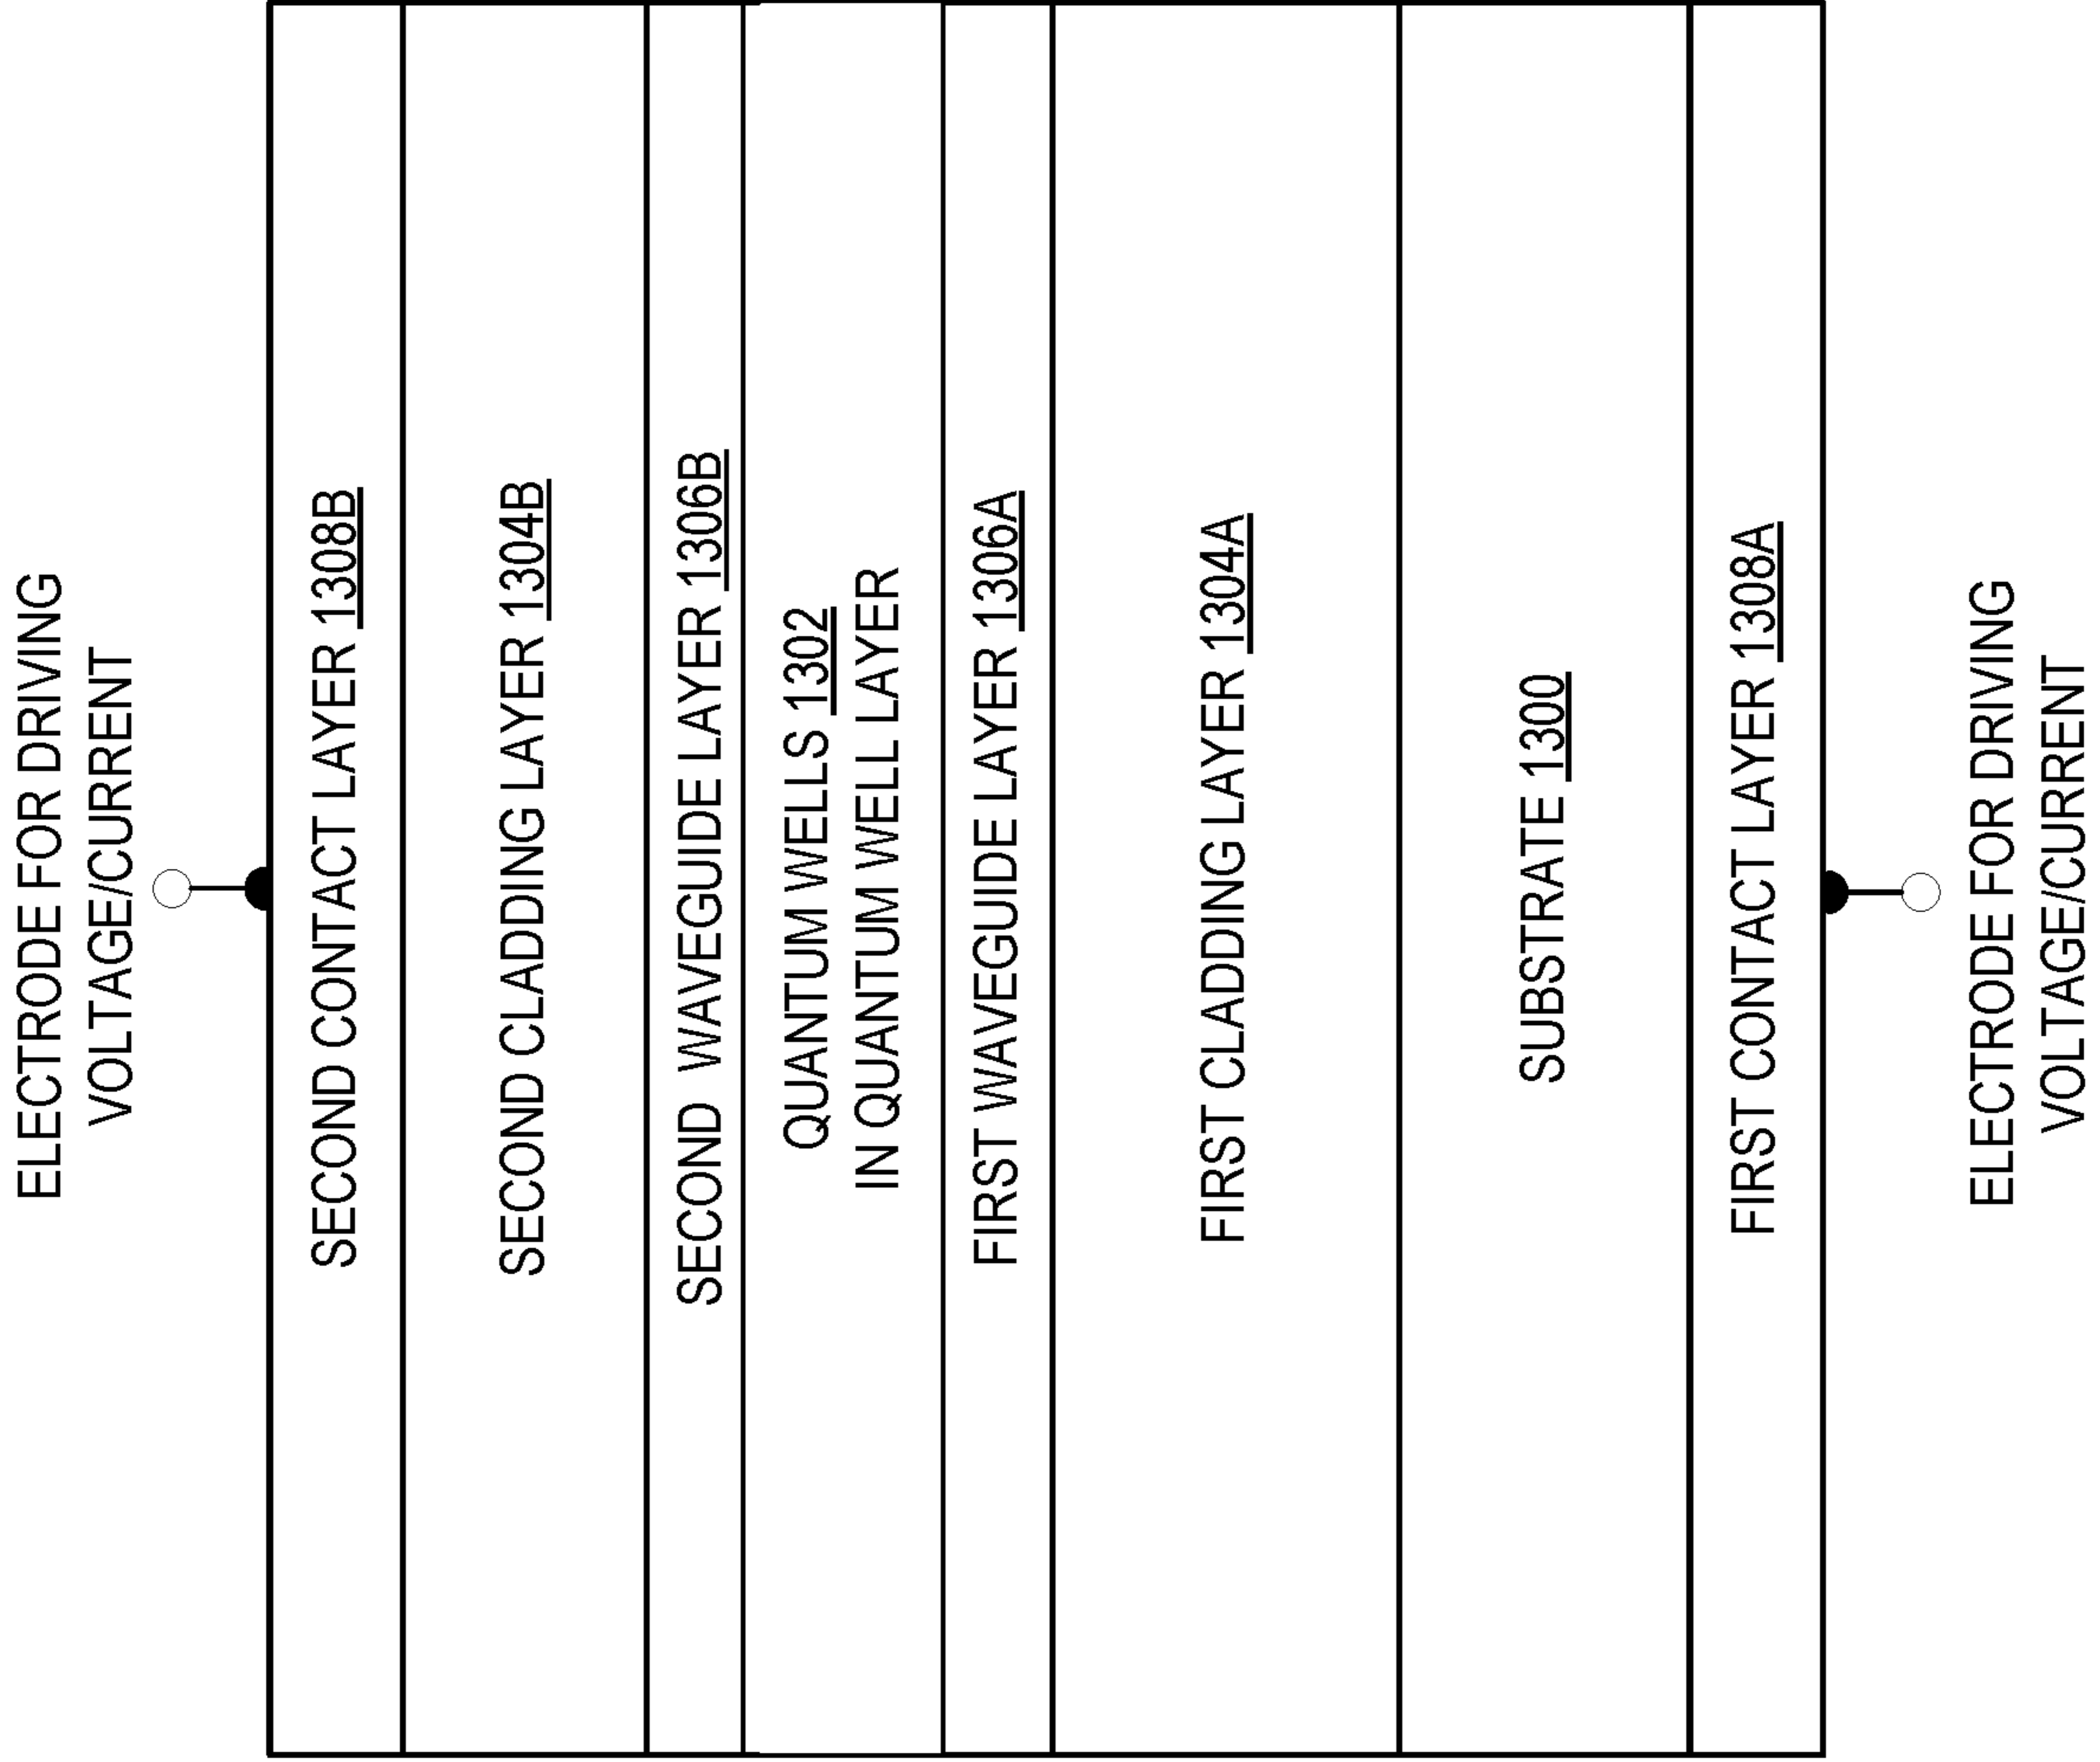 ELECTRODE FOR DRIVING
VOLTAGE/CURRENT
SECOND CONTACT LAYER 1308B
SECOND CLADDING LAYER 1304B
SECOND WAVEGUIDE LAYER 1306B
QUANTUM WELLS 1302
IN QUANTUM WELL LAYER
FIRST WAVEGUIDE LAYER 1306A
FIRST CLADDING LAYER 1304A
SUBSTRATE 1300
FIRST CONTACT LAYER 1308A
ELECTRODE FOR DRIVING
VOLTAGE/CURRENT